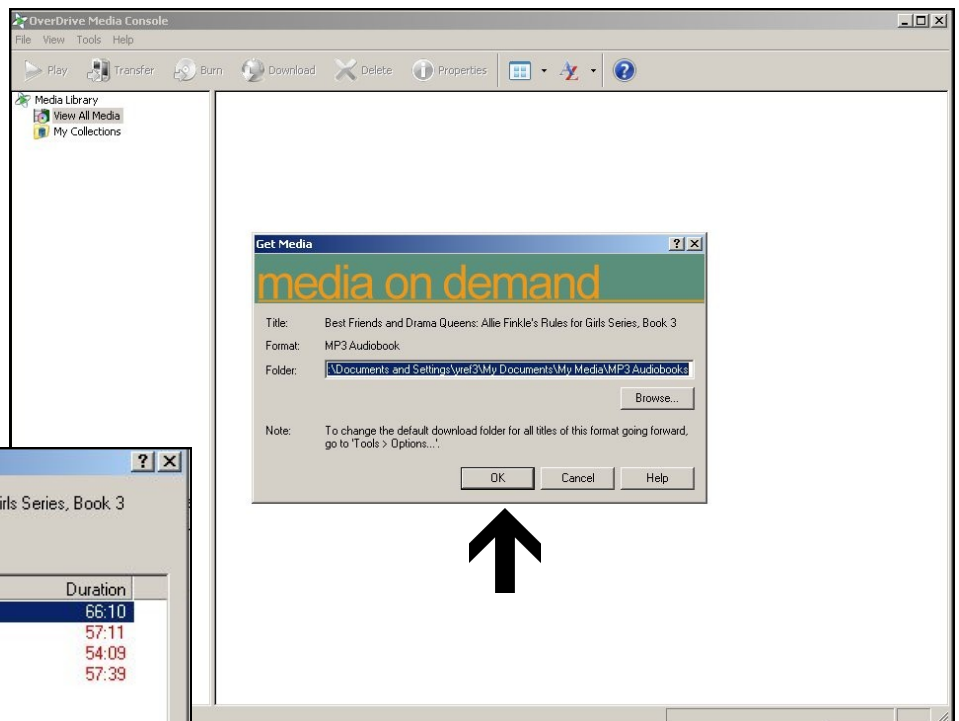 OverDrive Media Console
File View Tools Help
Play Transfer Burn Download Delete Properties
Media Library
View All Media
My Collections
Get Media
media on demand
Title: Best Friends and Drama Queens: Allie Finkle's Rules for Girls Series, Book 3
Format: MP3 Audiobook
Folder: :\Documents and Settings\yref3\My Documents\My Media\MP3 Audiobooks
Browse...
Note: To change the default download folder for all titles of this format going forward,
go to 'Tools > Options...'.
OK Cancel Help
irls Series, Book 3
Duration
66:10
57:11
54:09
57:39